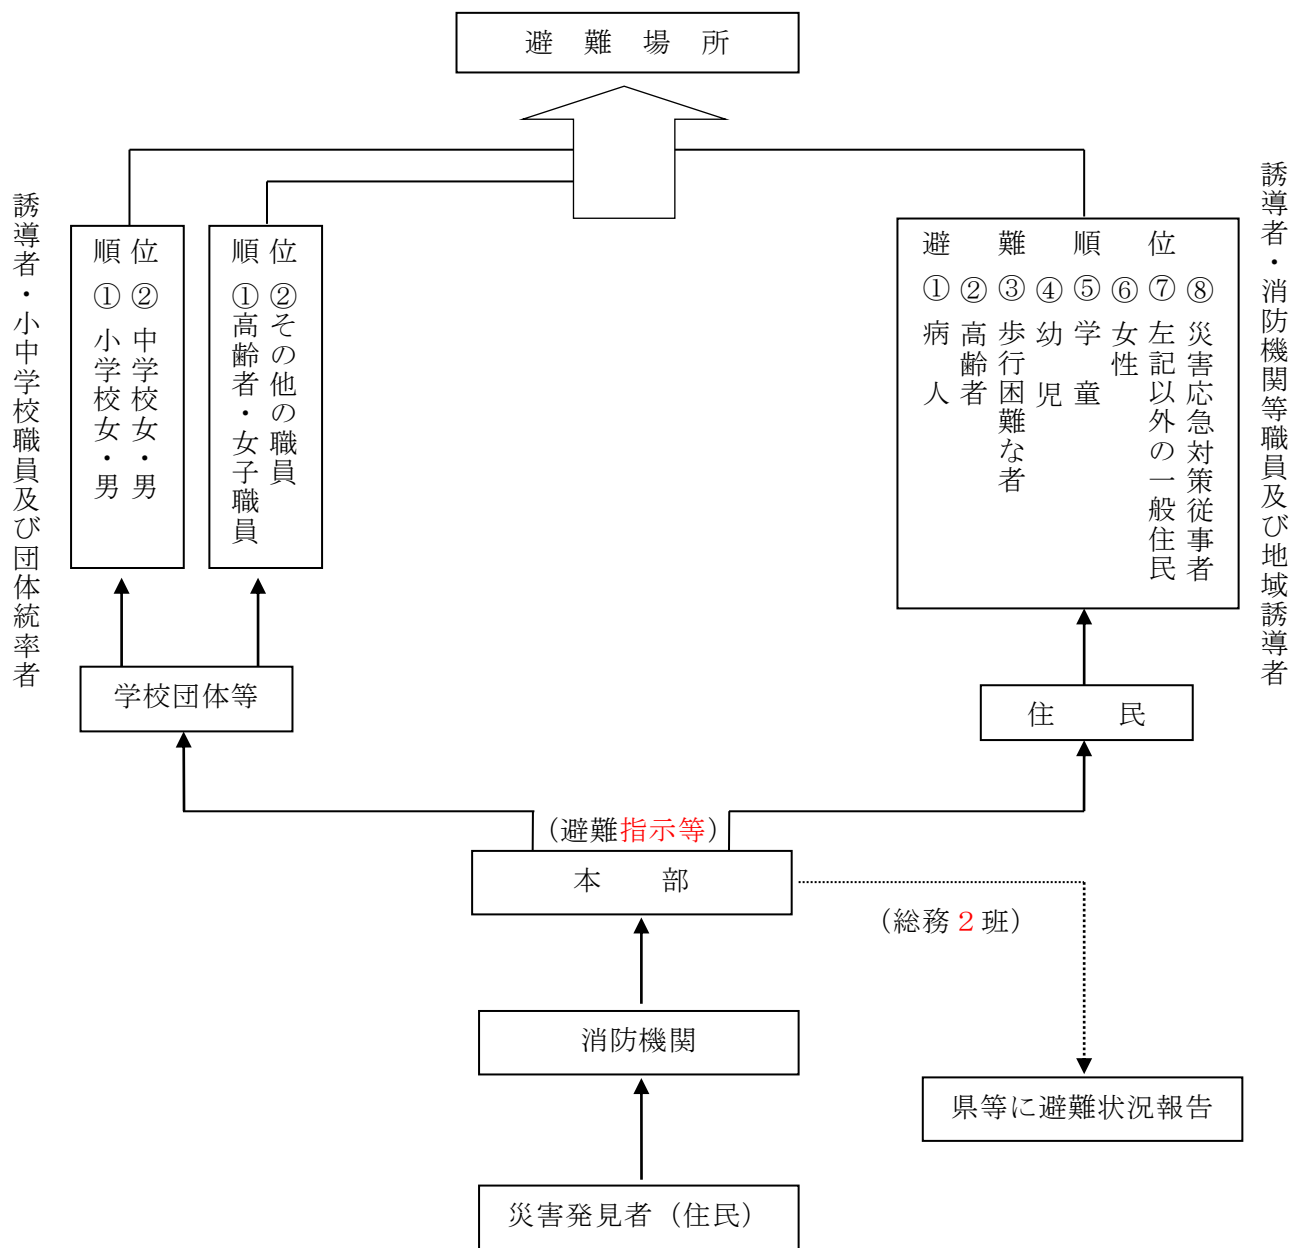 避難場所
誘導者・小中学校職員及び団体統率者
順位
①小学校女・男
②中学校女・男
順位
①高齢者・女子職員
②その他の職員
避難順位
①病人
②高齢者
③歩行困難な者
④幼児
⑤学童
⑥女性
⑦左記以外の一般住民
⑧災害応急対策従事者
誘導者・消防機関等職員及び地域誘導者
学校団体等
住民
（避難指示等）
本部
（総務２班）
消防機関
県等に避難状況報告
災害発見者（住民）